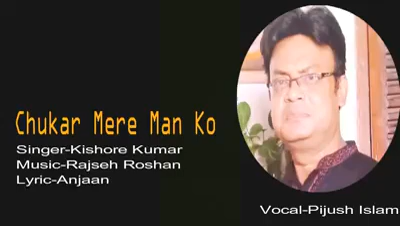 Chukar Mere Man Ko
Singer-Kishore Kumar
Music-Rajseh Roshan
Lyric-Anjaan
Vocal-Pijush Islam